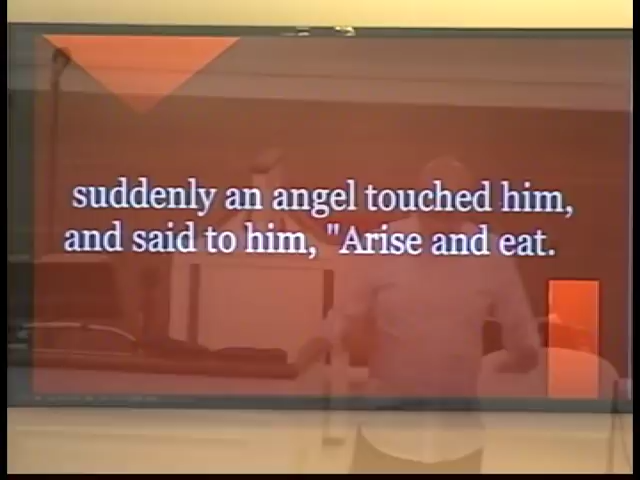 suddenly an angel touched him,
and said to him, "Arise and eat.